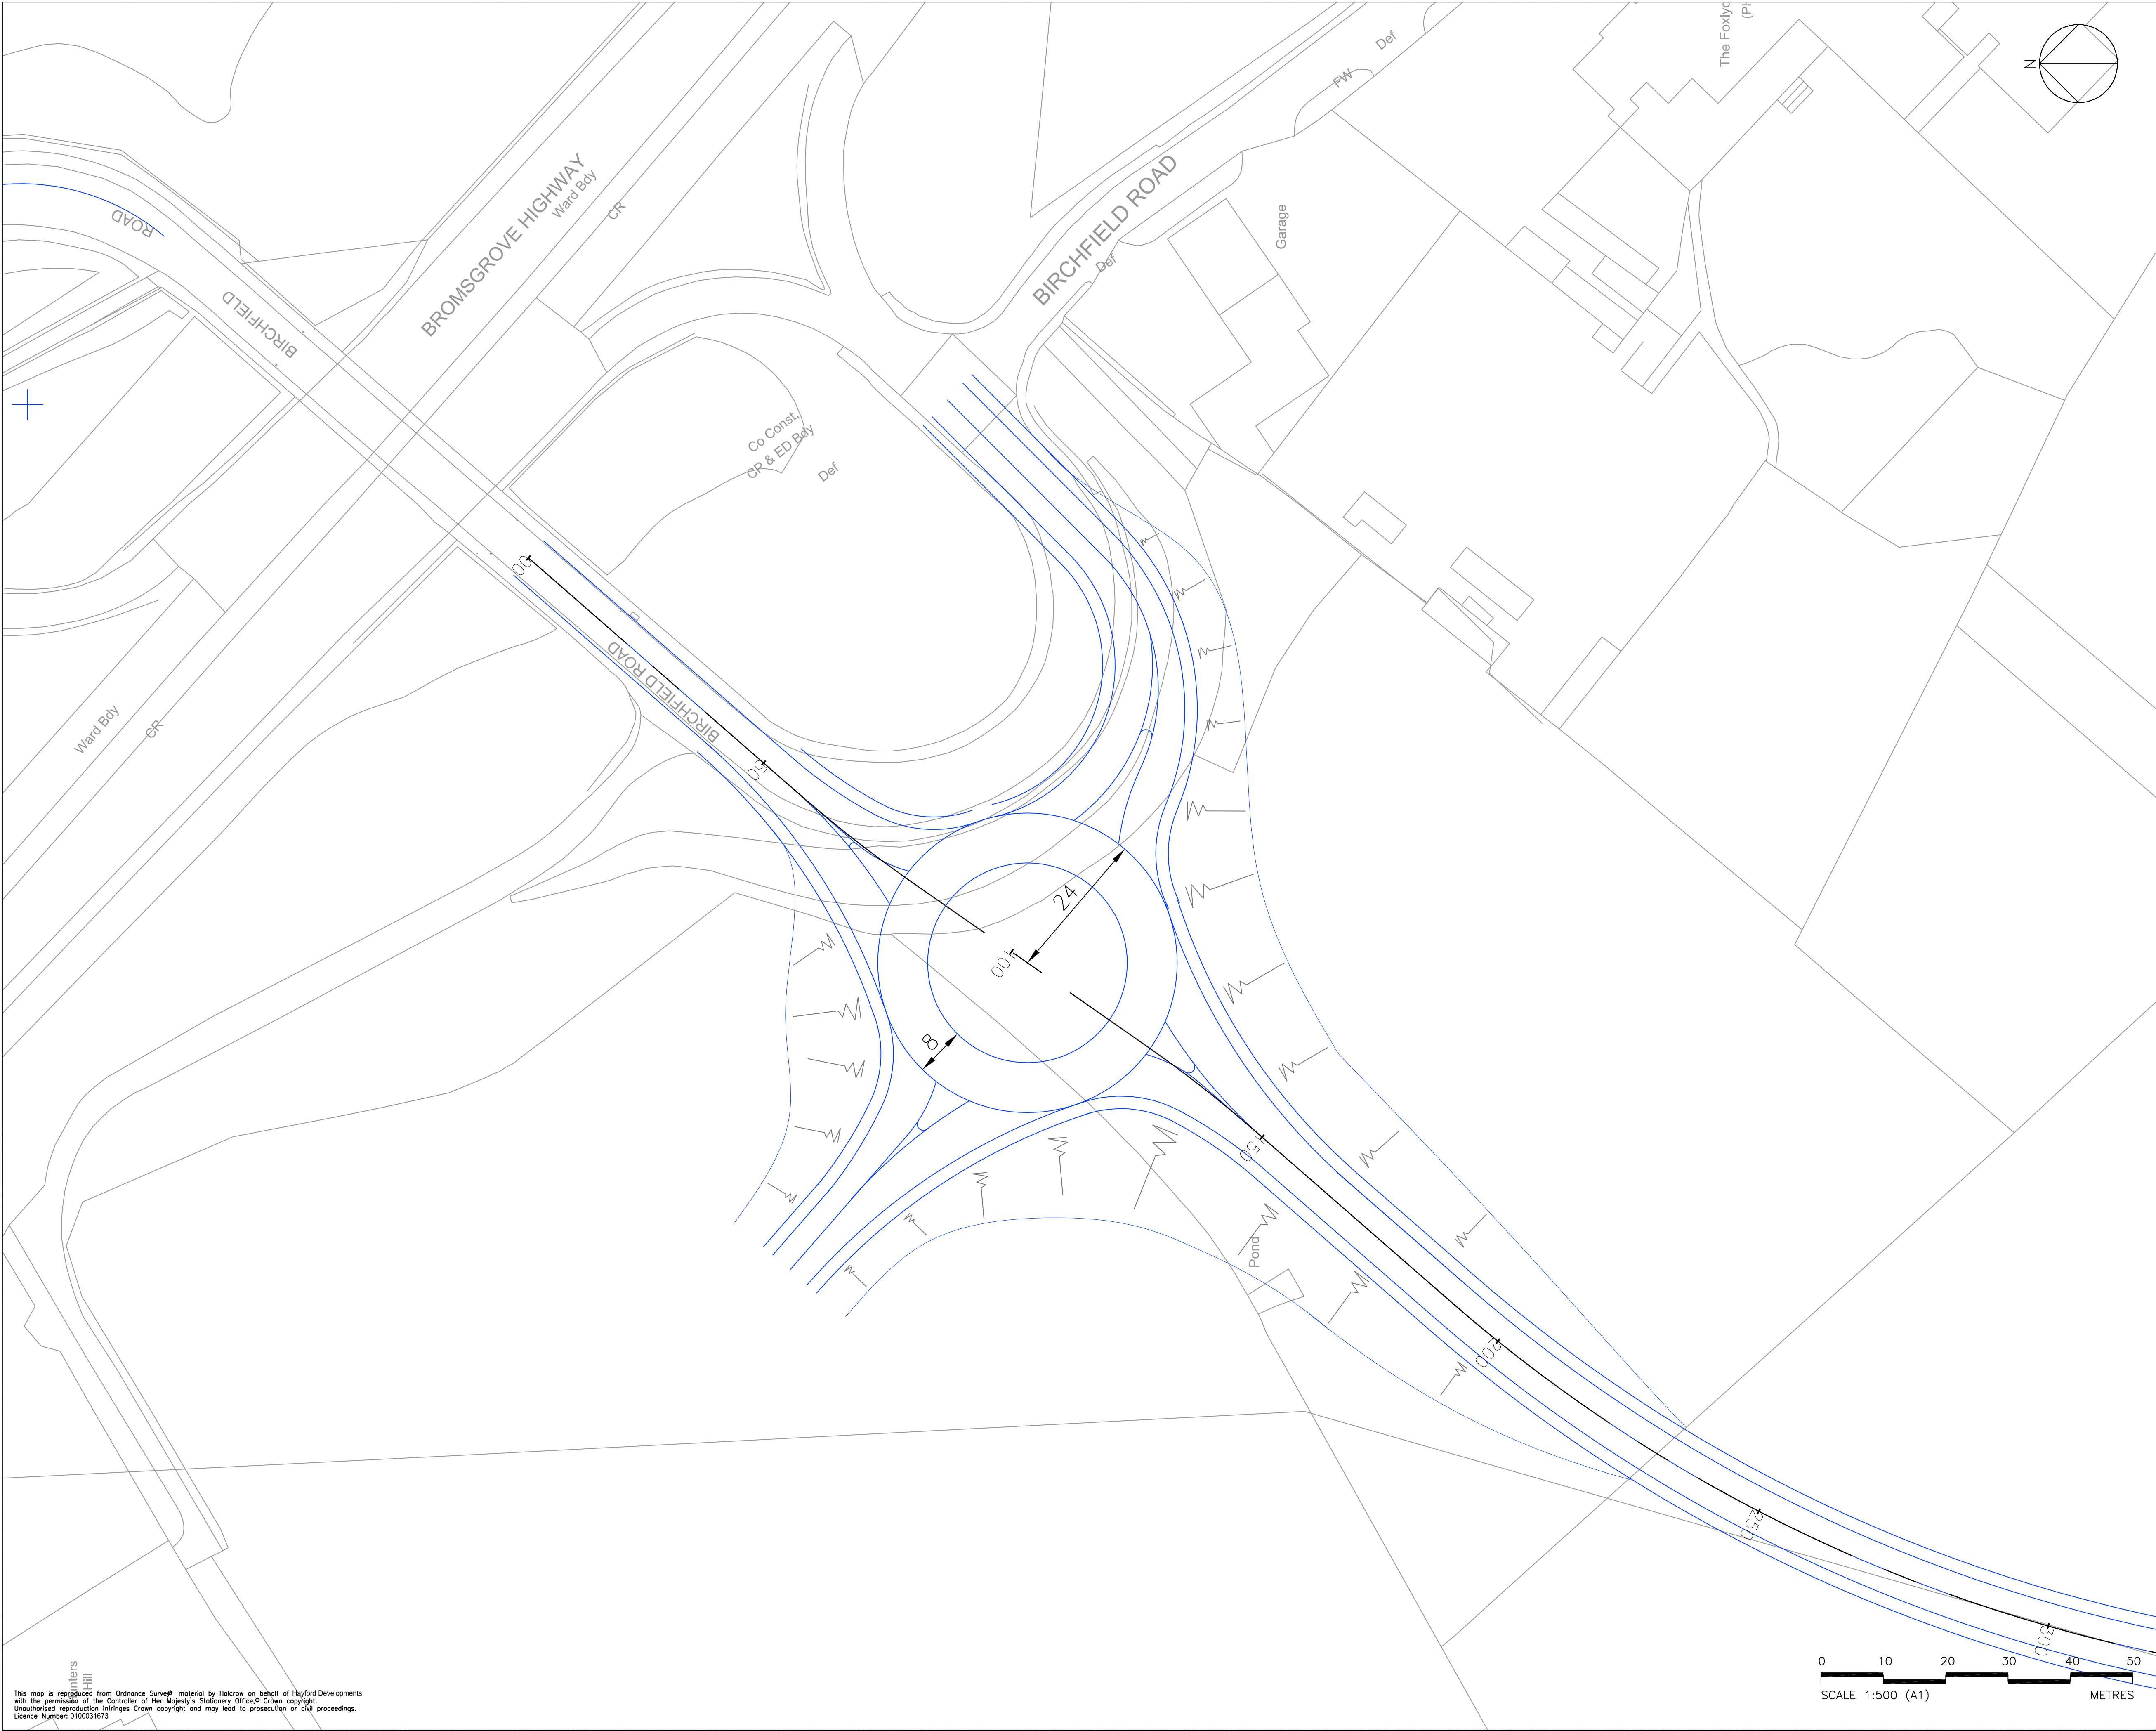 The Foxlyd
(PH
N
Def
FW
BROMSGROVE HIGHWAY
Ward Bdy
CR
BIRCHFIELD ROAD
Def
Garage
ROAD
BIRCHFIELD
Co Const,
CP & ED Bdy
Def
00
BIRCHFIELD ROAD
50
Ward Bdy
CR
24
100
8
150
Pond
200
250
300
Hill
0 10 20 30 40 50
SCALE 1:500 (A1) METRES
This map is reproduced from Ordnance Survey® material by Halcrow on behalf of Hayford Developments
with the permission of the Controller of Her Majesty's Stationery Office,© Crown copyright.
Unauthorised reproduction infringes Crown copyright and may lead to prosecution or civil proceedings.
Licence Number: 0100031673